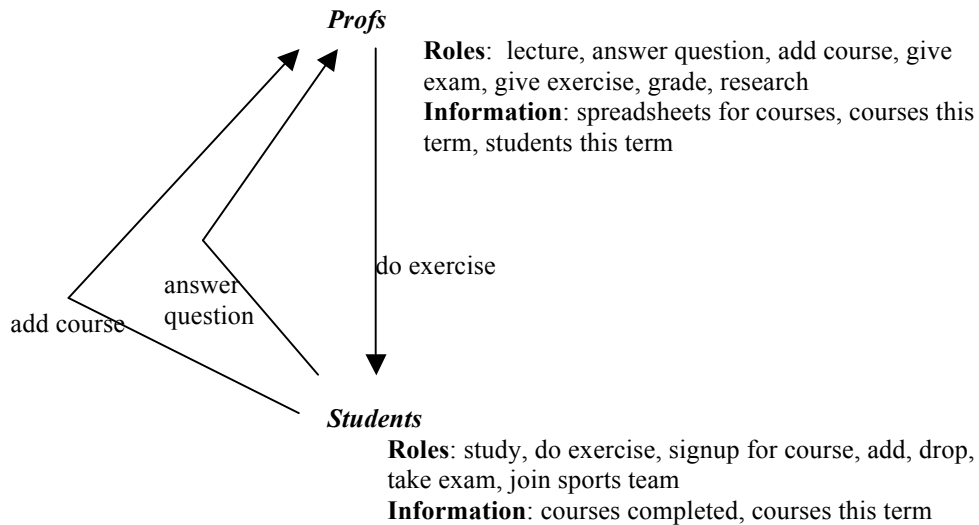 Profs
Roles: lecture, answer question, add course, give
exam, give exercise, grade, research
Information: spreadsheets for courses, courses this
term, students this term
do exercise
answer
question
add course
Students
Roles: study, do exercise, signup for course, add, drop,
take exam, join sports team
Information: courses completed, courses this term